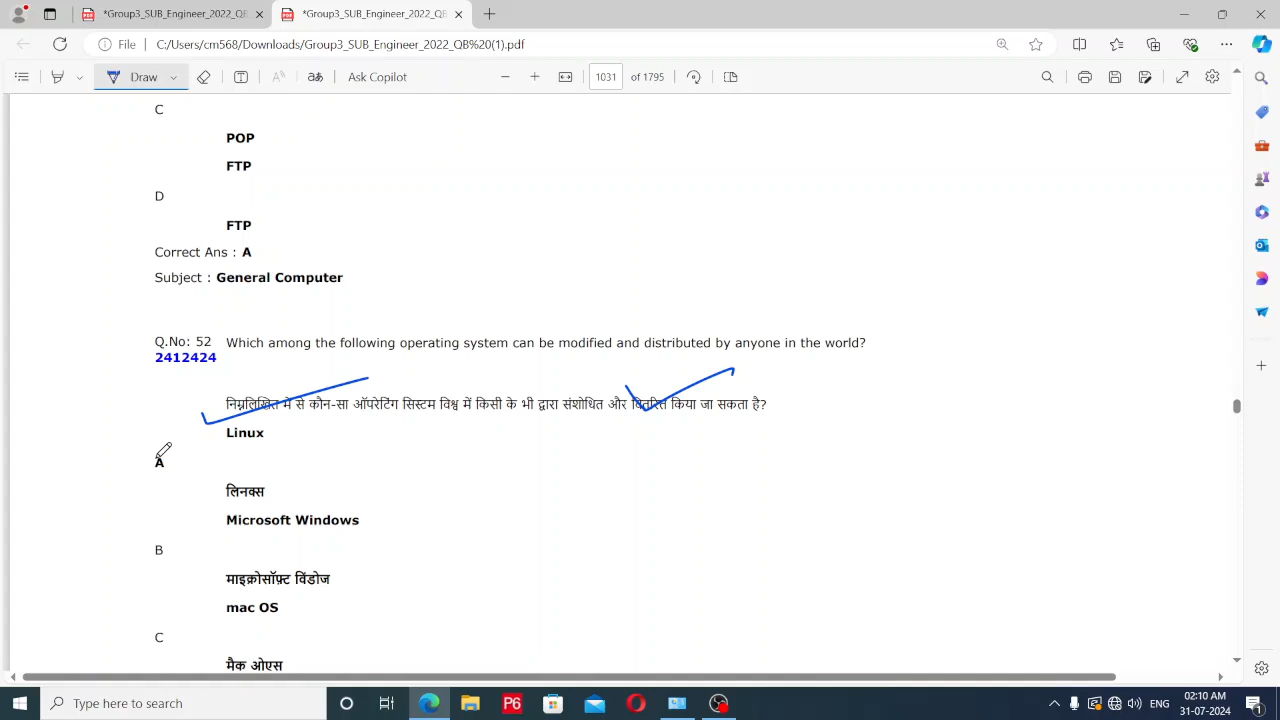 *Group3_SUB_Engineer_2022_QB
*Group3_SUB_Engineer_2022_QB
File
C:/Users/cm568/Downloads/Group3_SUB_Engineer_2022_QB%20(1).pdf
Draw
Ask Copilot
1031 of 1795
C
POP
FTP
D
FTP
Correct Ans : A
Subject : General Computer
Q.No: 52 Which among the following operating system can be modified and distributed by anyone in the world?
2412424
निम्नलिखित में से कौन-सा ऑपरेटिंग सिस्टम विश्व में किसी के भी द्वारा संशोधित और वितरित किया जा सकता है?
Linux
A
लिनक्स
Microsoft Windows
B
माइक्रोसॉफ़्ट विंडोज
mac OS
C
मैक ओएस
Type here to search
ENG
02:10 AM
31-07-2024